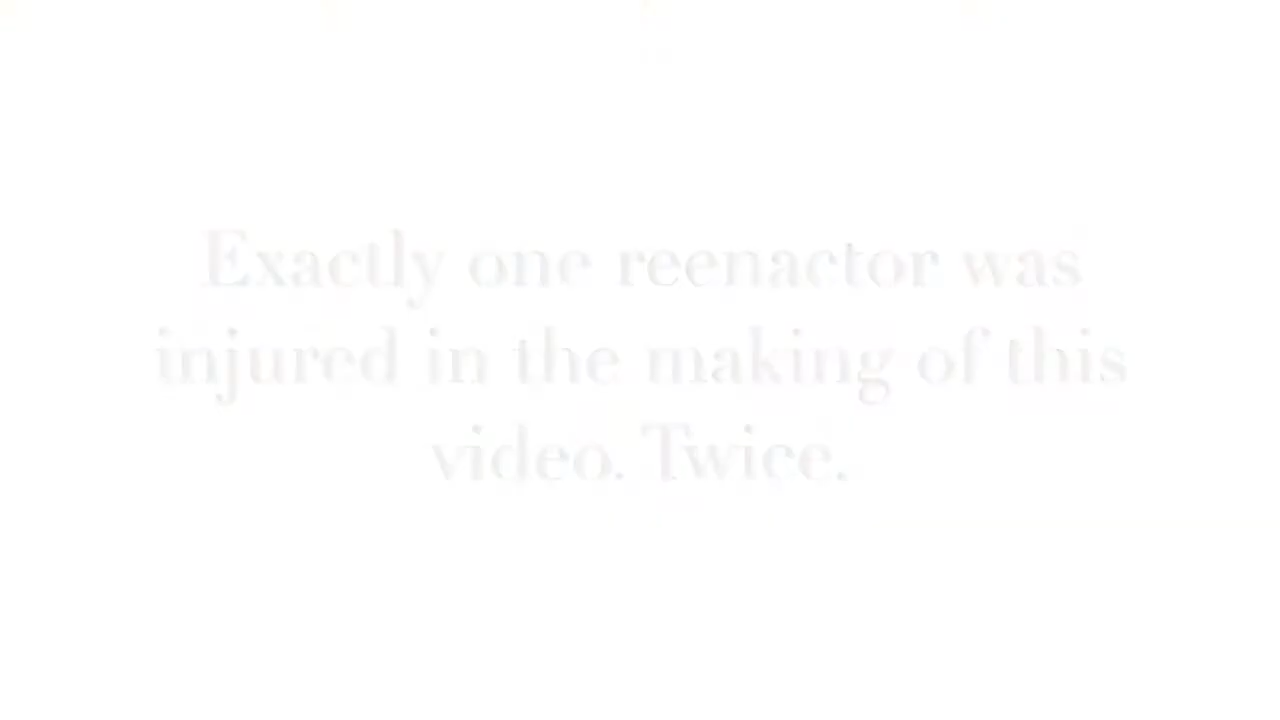 Exactly one reenactor was
injured in the making of this
video. Twice.